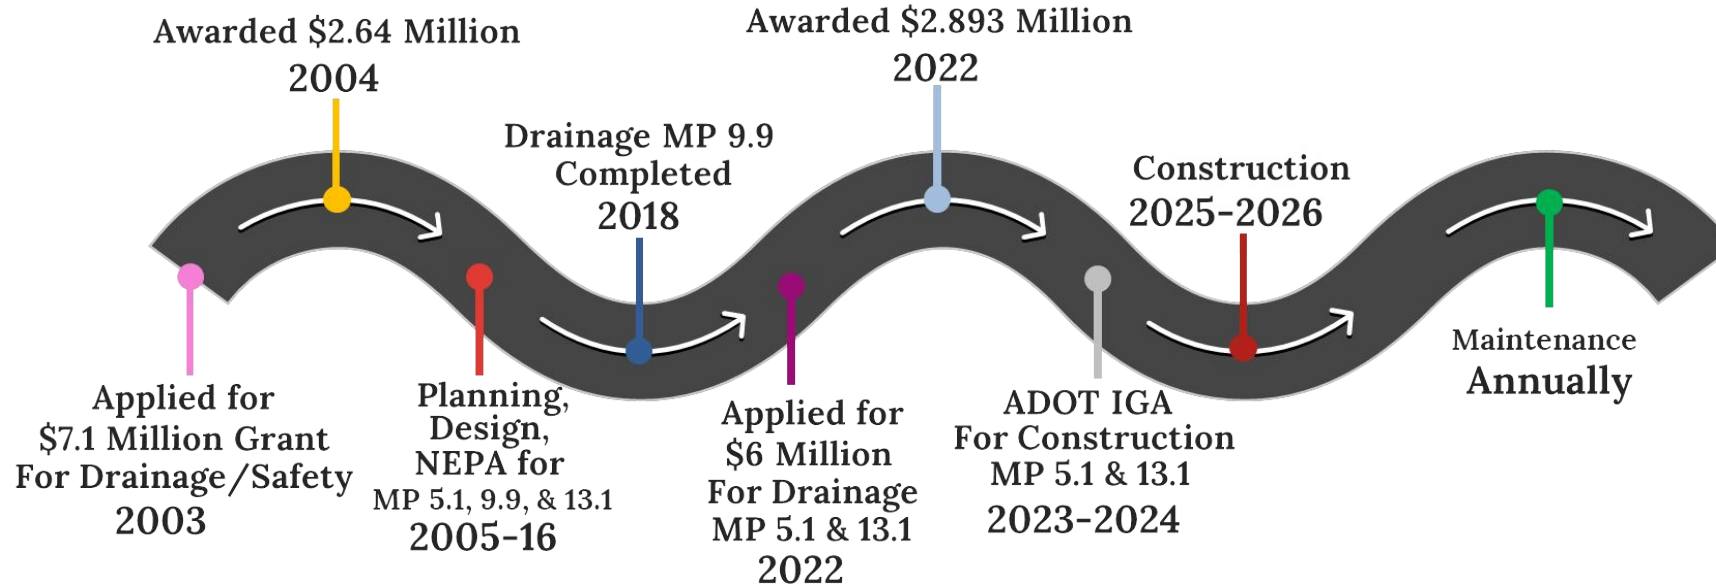 Applied for
$7.1 Million Grant
For Drainage/Safety
2003
Awarded $2.64 Million
2004
Planning,
Design,
NEPA for
MP 5.1, 9.9, & 13.1
2005-16
Drainage MP 9.9
Completed
2018
Applied for
$6 Million
For Drainage
MP 5.1 & 13.1
2022
Awarded $2.893 Million
2022
ADOT IGA
For Construction
MP 5.1 & 13.1
2023-2024
Construction
2025-2026
Maintenance
Annually